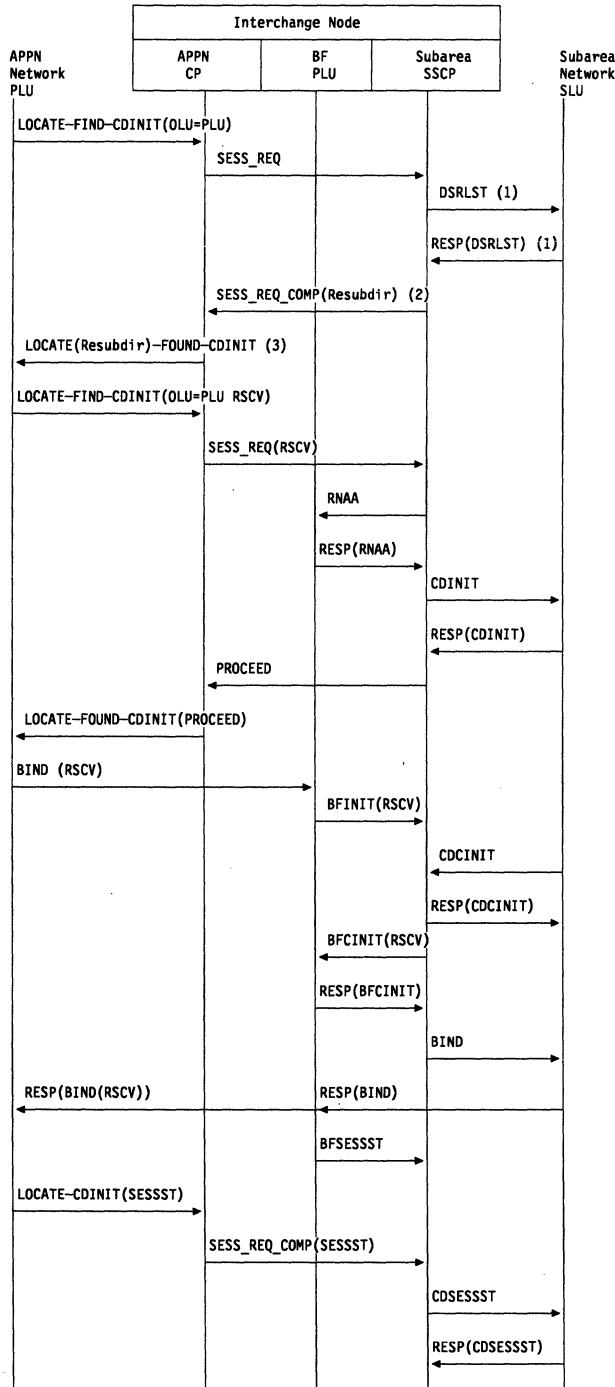 Interchange Node
APPN APPN BF Subarea Subarea
Network CP PLU SSCP Network
PLU SLU
LOCATE—FIND—CDINIT(OLU=PLU)
SESS_REQ
DSRLST (1)
RESP(DSRLST) (1)
SESS_REQ_COMP(Resubdir) (2)
LOCATE(Resubdir)—FOUND—CDINIT (3)
LOCATE—FIND—CDINIT(OLU=PLU RSCV)
SESS_REQ(RSCV)
RNAA
RESP(RNAA)
CDINIT
RESP(CDINIT)
PROCEED
LOCATE—FOUND—CDINIT(PROCEED)
BIND (RSCV)
BFINIT(RSCV)
CDCINIT
RESP(CDCINIT)
BFCINIT(RSCV)
RESP(BFCINIT)
BIND
RESP(BIND(RSCV)) RESP(BIND)
BFSESSST
LOCATE—CDINIT(SESSST)
SESS_REQ_COMP(SESSST)
CDSESSST
RESP(CDSESSST)